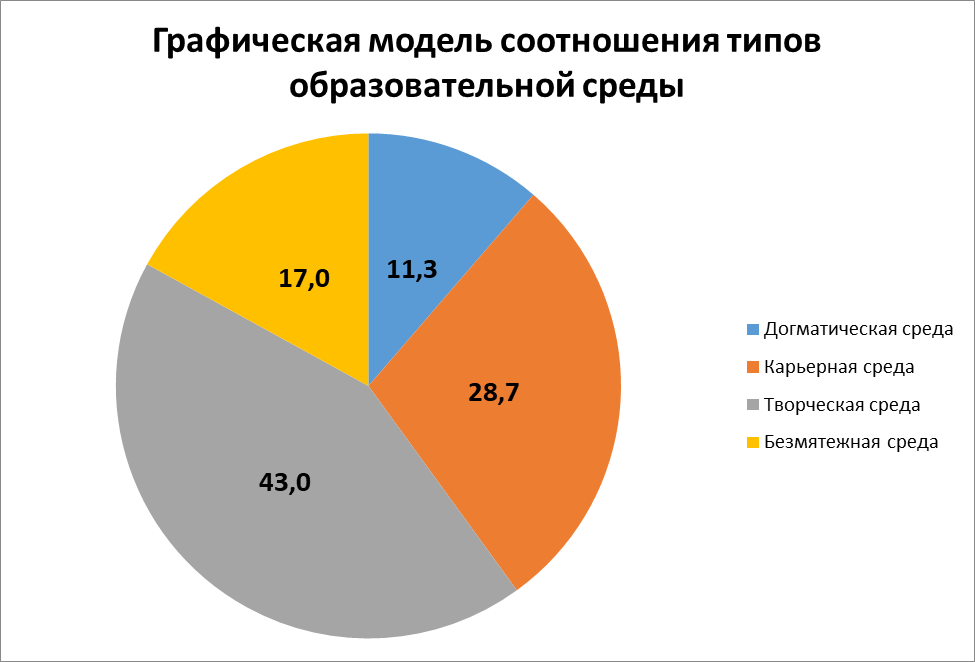 Графическая модель соотношения типов
образовательной среды
17,0
11,3
28,7
43,0
Догматическая среда
Карьерная среда
Творческая среда
Безмятежная среда